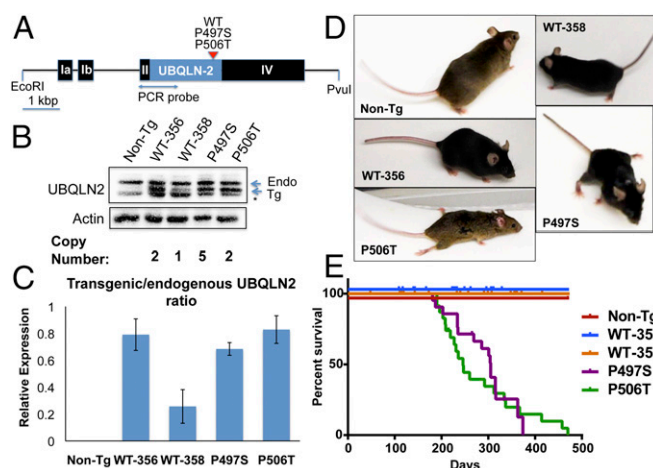 A
WT
P497S
P506T
Ia
Ib
II
UBQLN-2
IV
EcoRI
PvuI
1 kbp
PCR probe
B
Non-Tg
WT-356
WT-358
P497S
P506T
UBQLN2
Endo
Tg
*
Actin
Copy
Number:
2 1 5 2
C
Transgenic/endogenous UBQLN2
ratio
Relative Expression
1
0.8
0.6
0.4
0.2
0
Non-Tg WT-356 WT-358 P497S P506T
D
Non-Tg
WT-358
WT-356
P497S
P506T
E
Percent survival
100
50
0
0 100 200 300 400 500
Days
Non-Tg
WT-35
WT-35
P497S
P506T